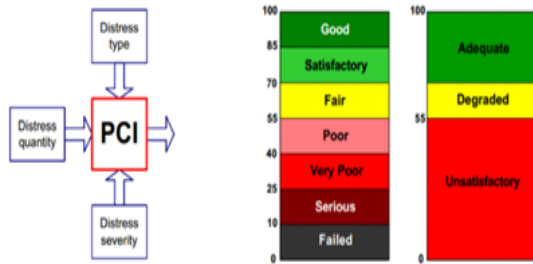 Distress
type
Distress
quantity
PCI
Distress
severity
100
Good
85
Satisfactory
70
Fair
55
Poor
40
Very Poor
25
Serious
10
Failed
0
100
Adequate
70
Degraded
55
Unsatisfactory
0